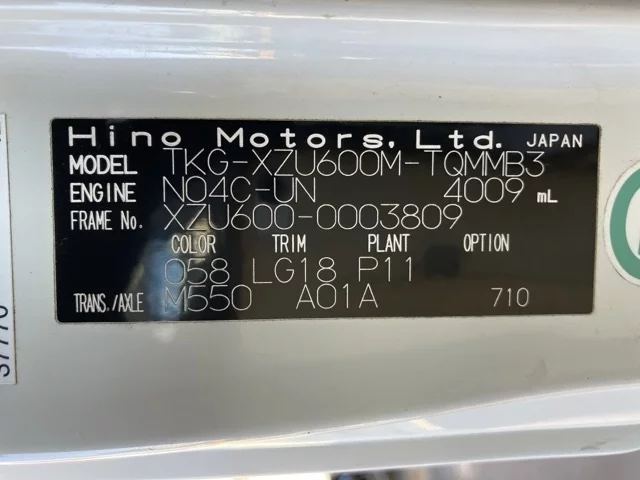 Hino Motors, Ltd. JAPAN
MODEL TKG-XZU600M-TQMMB3
ENGINE N04C-UN 4009 mL
FRAME No. XZU600-0003809
COLOR TRIM PLANT OPTION
058 LG18 P11
TRANS./AXLE M550 A01A 710